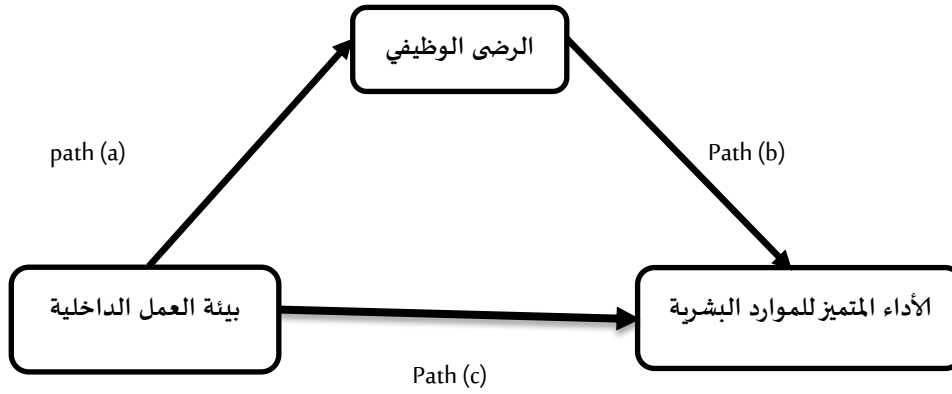 الرضى الوظيفي
path (a)
Path (b)
بيئة العمل الداخلية
الأداء المتميز للموارد البشرية
Path (c)